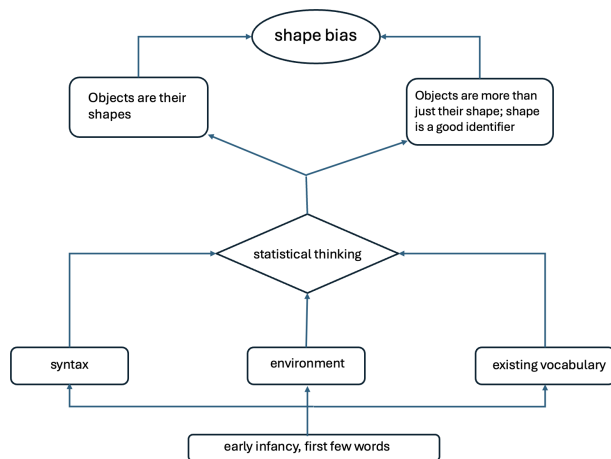 shape bias
Objects are their
shapes
Objects are more than
just their shape; shape
is a good identifier
statistical thinking
syntax
environment
existing vocabulary
early infancy, first few words